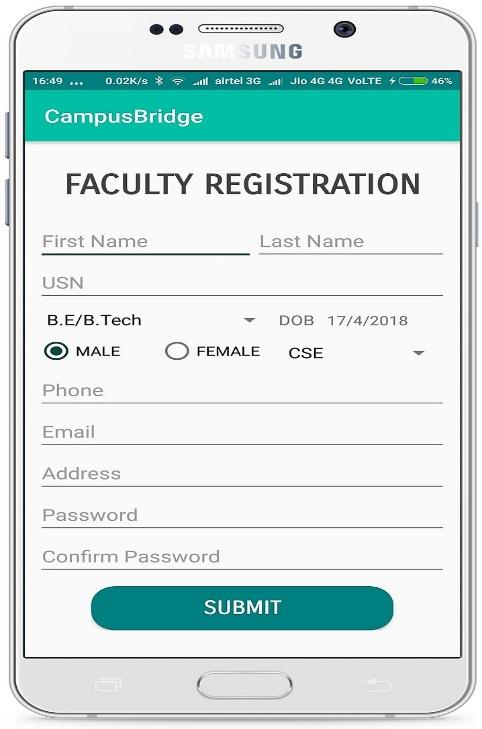 SAMSUNG
16:49 ... 0.02K/s airtel 3G Jio 4G 4G VoLTE 46%
CampusBridge
FACULTY REGISTRATION
First Name Last Name
USN
B.E/B.Tech DOB 17/4/2018
MALE FEMALE CSE
Phone
Email
Address
Password
Confirm Password
SUBMIT